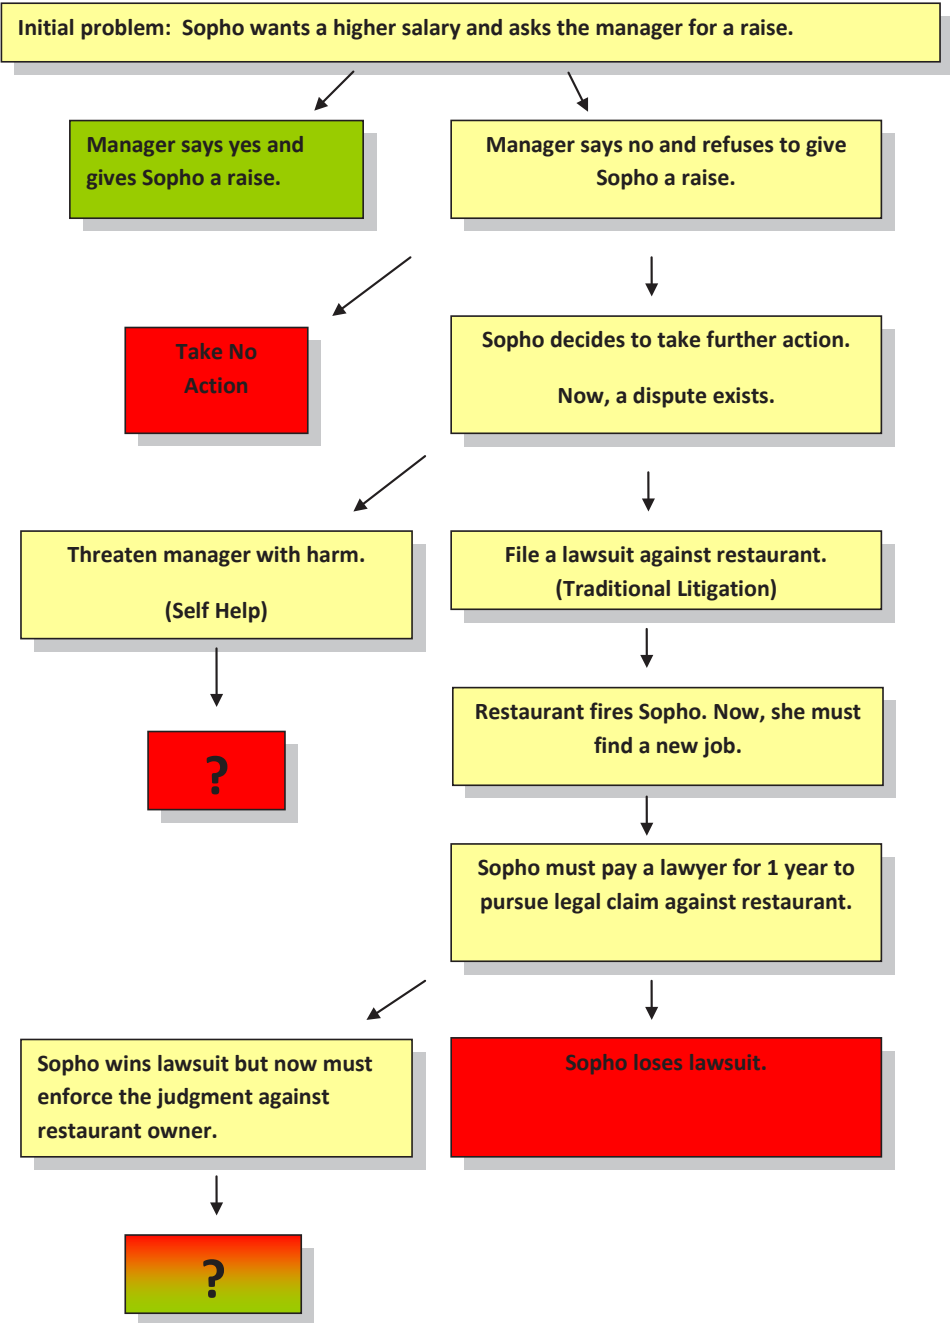 Initial problem:  Sopho wants a higher salary and asks the manager for a raise.
Manager says yes and
gives Sopho a raise.
Manager says no and refuses to give
Sopho a raise.
Take No
Action
Sopho decides to take further action.
Now, a dispute exists.
Threaten manager with harm.
(Self Help)
File a lawsuit against restaurant.
(Traditional Litigation)
?
Restaurant fires Sopho. Now, she must
find a new job.
Sopho must pay a lawyer for 1 year to
pursue legal claim against restaurant.
Sopho wins lawsuit but now must
enforce the judgment against
restaurant owner.
Sopho loses lawsuit.
?